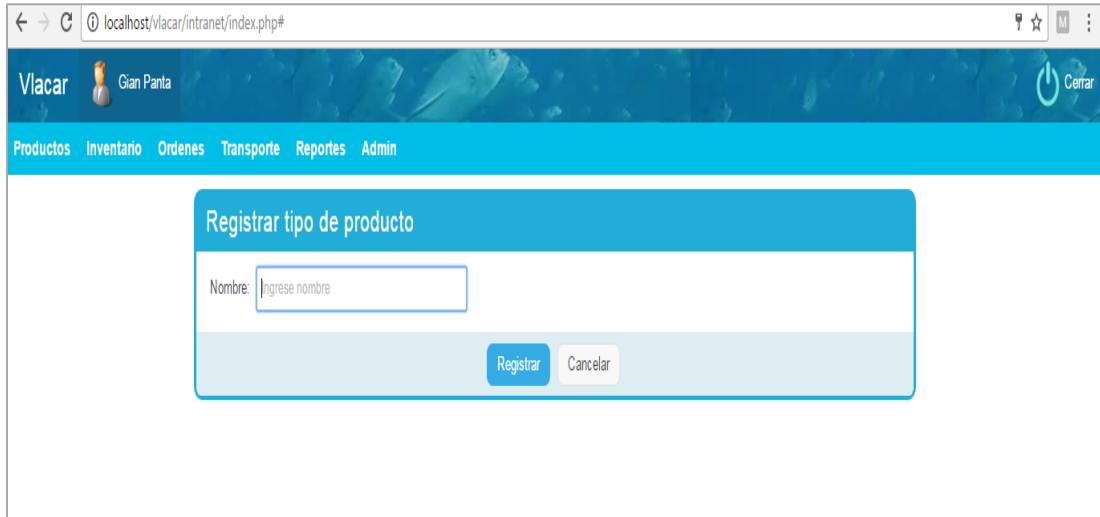 localhost/vlacar/intranet/index.php#
M
Vlacar Gian Panta Cerrar
Productos Inventario Ordenes Transporte Reportes Admin
Registrar tipo de producto
Nombre: Ingrese nombre
Registrar Cancelar